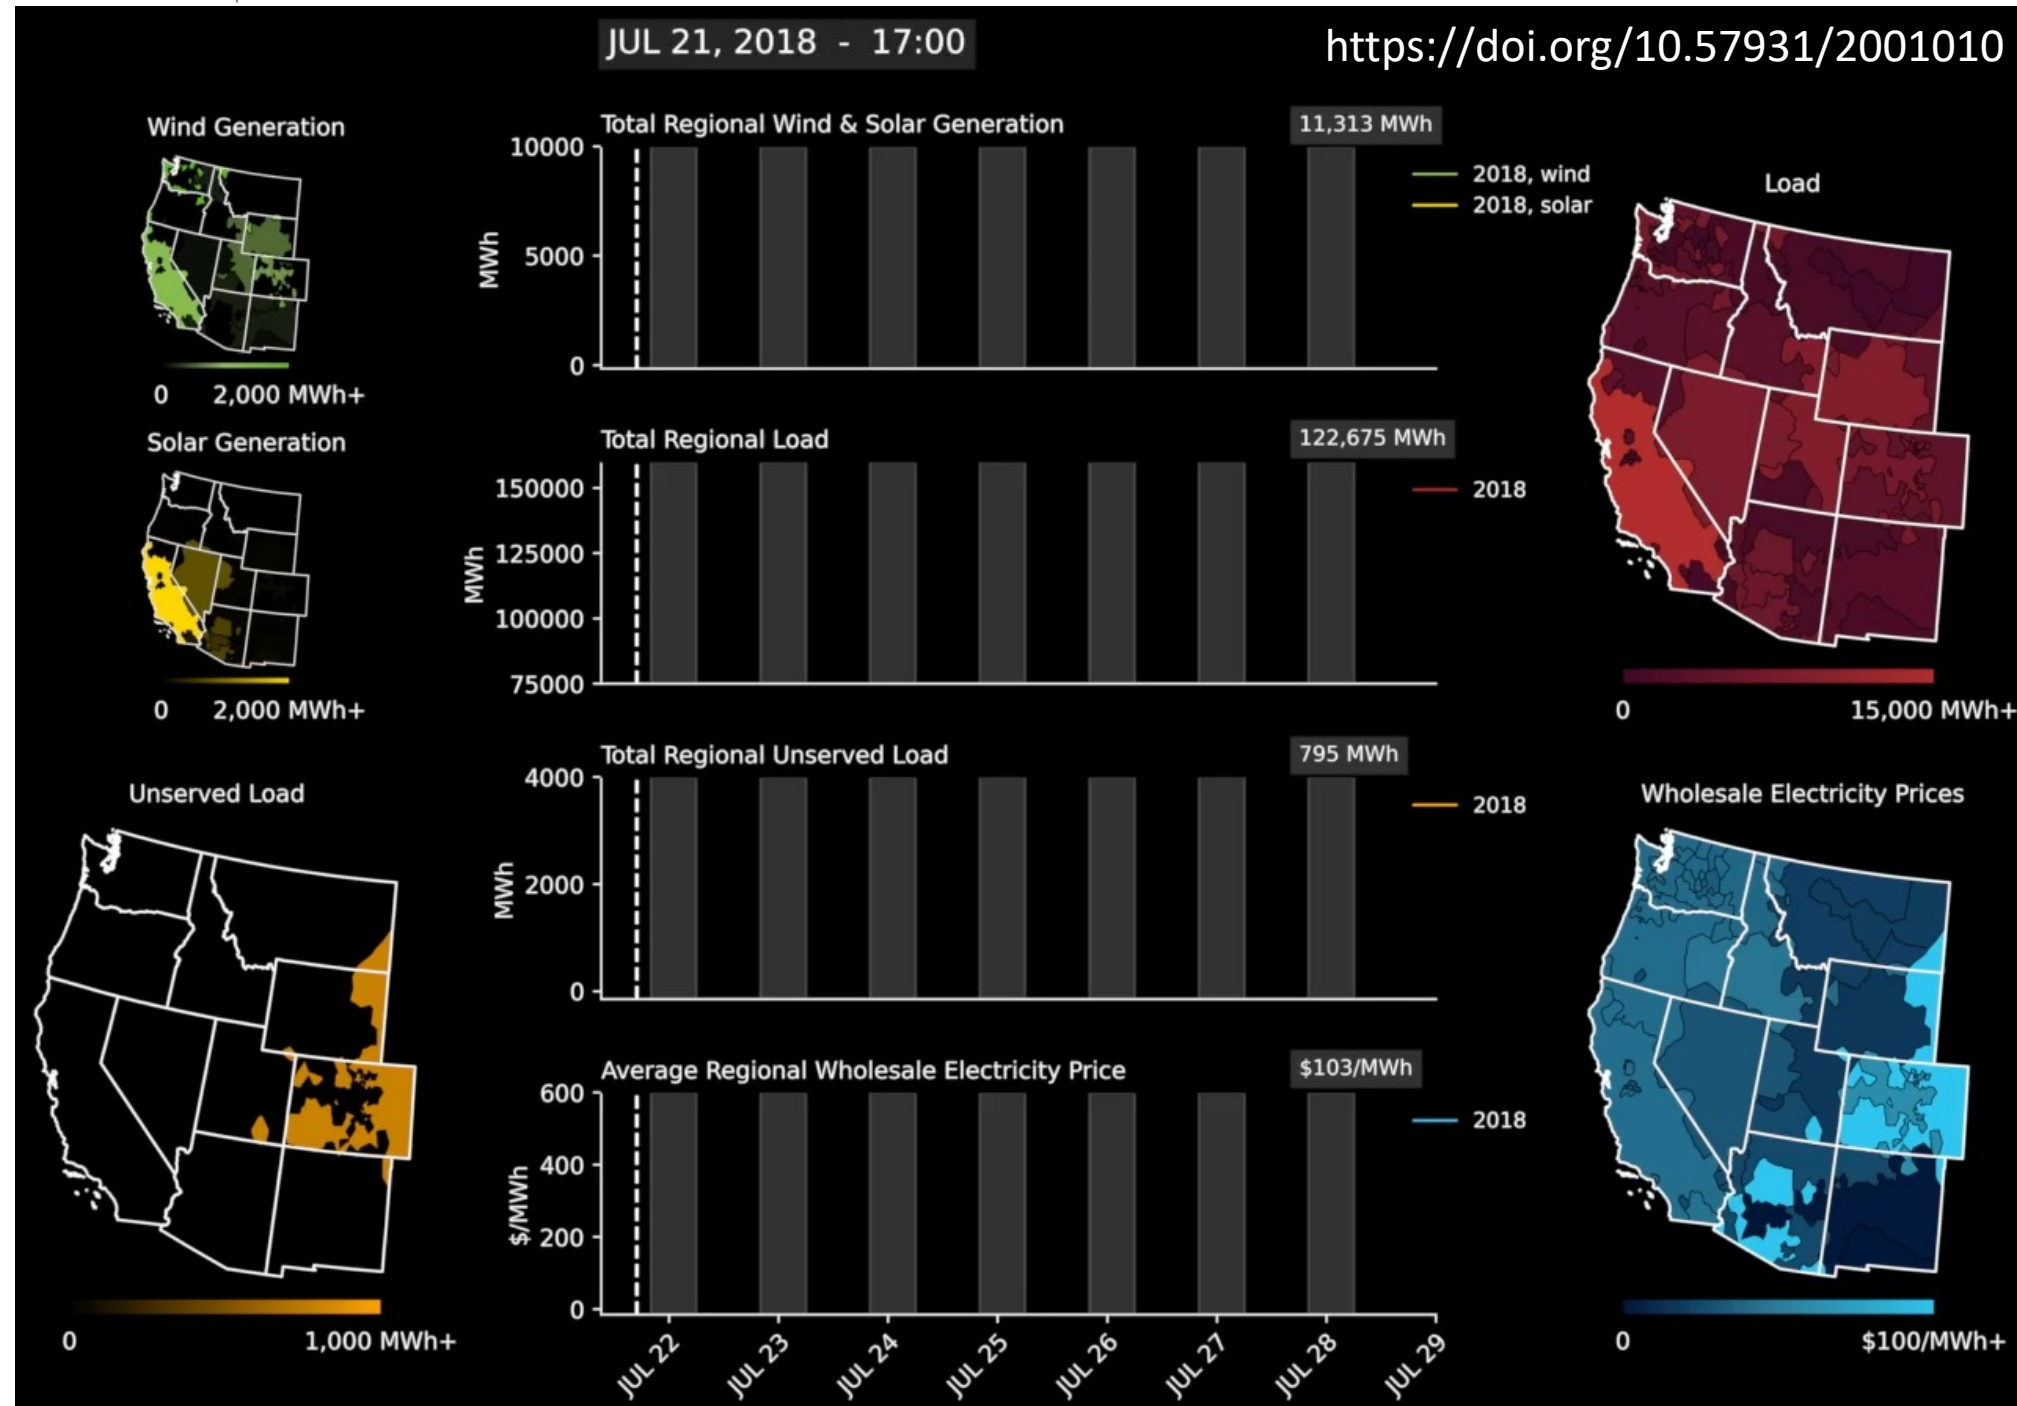 JUL 21, 2018 - 17:00
https://doi.org/10.57931/2001010
Wind Generation
0 2,000 MWh+
Solar Generation
0 2,000 MWh+
Unserved Load
0 1,000 MWh+
Total Regional Wind & Solar Generation
11,313 MWh
10000
5000
0
MWh
2018, wind
2018, solar
Total Regional Load
122,675 MWh
150000
125000
100000
75000
MWh
2018
Total Regional Unserved Load
795 MWh
4000
2000
0
MWh
2018
Average Regional Wholesale Electricity Price
$103/MWh
600
400
200
0
$/MWh
2018
JUL 22
JUL 23
JUL 24
JUL 25
JUL 26
JUL 27
JUL 28
JUL 29
Load
0 15,000 MWh+
Wholesale Electricity Prices
0 $100/MWh+